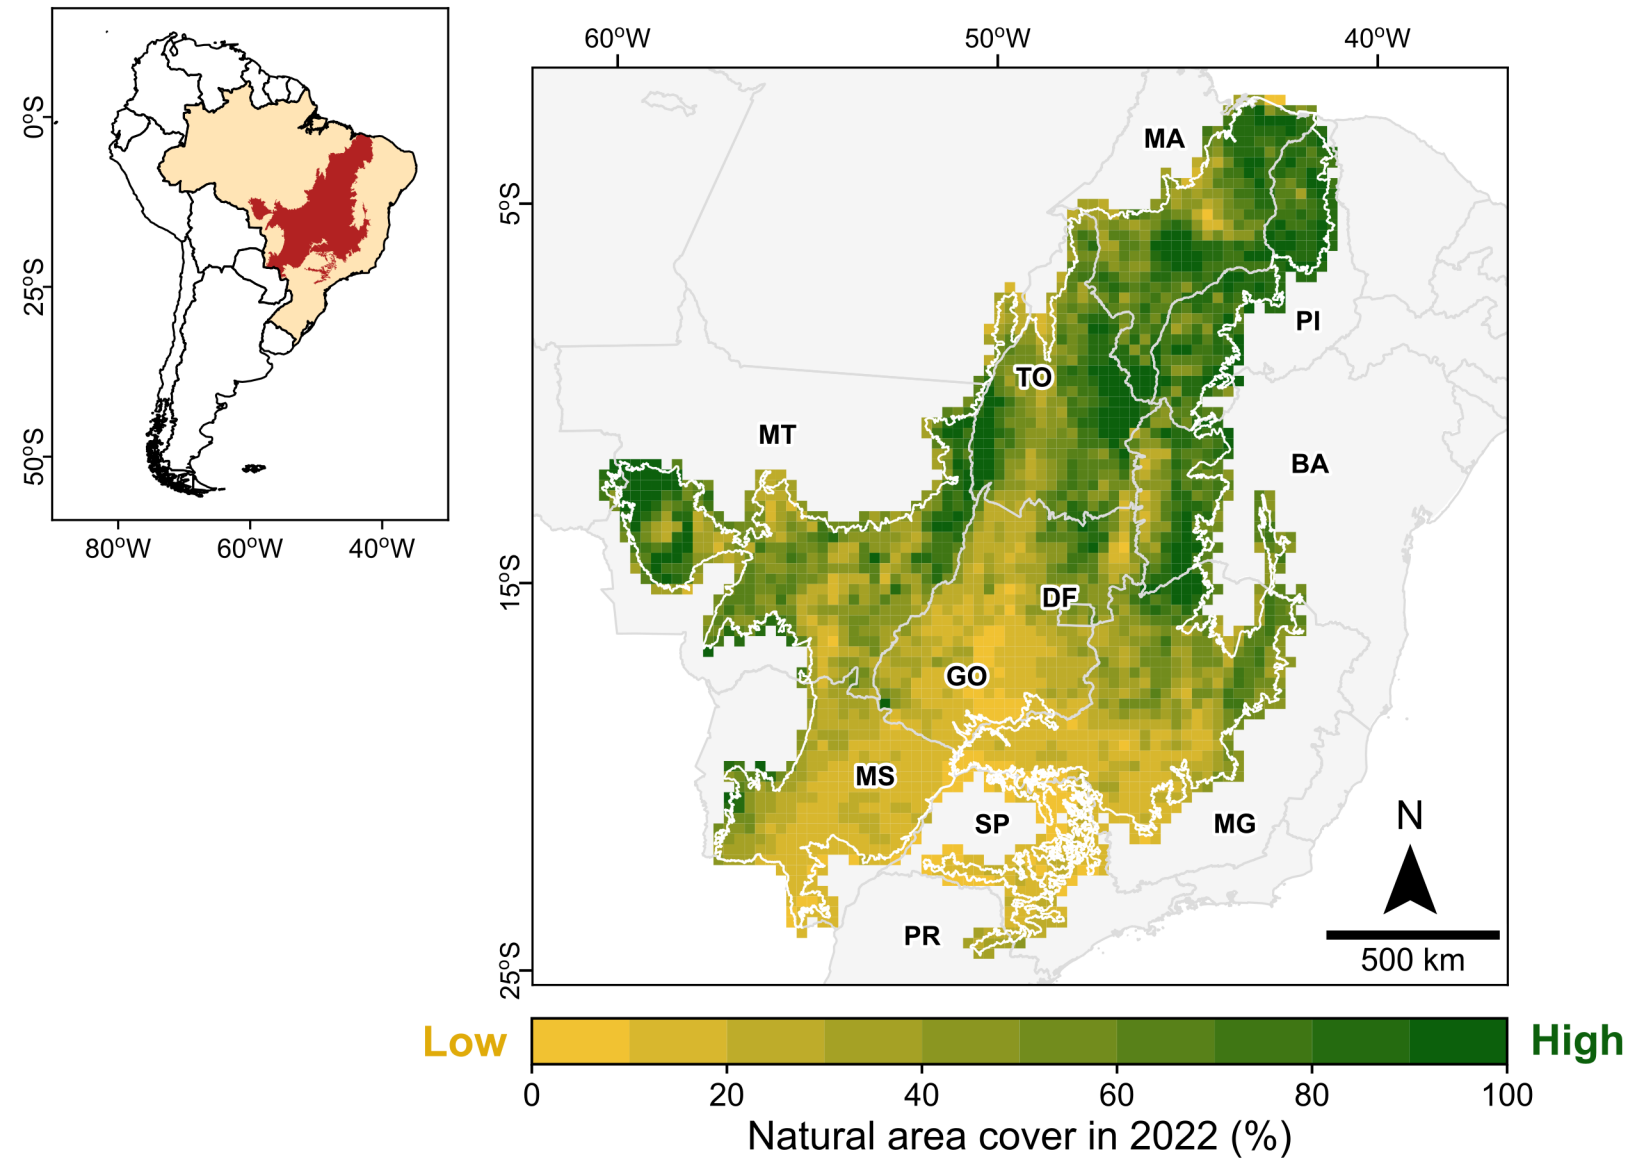 60°W 50°W 40°W
0°S
25°S
50°S
80°W 60°W 40°W
5°S
15°S
25°S
MA
PI
TO
MT
BA
DF
GO
MS
SP
MG
PR
N
500 km
Low
High
0 20 40 60 80 100
Natural area cover in 2022 (%)